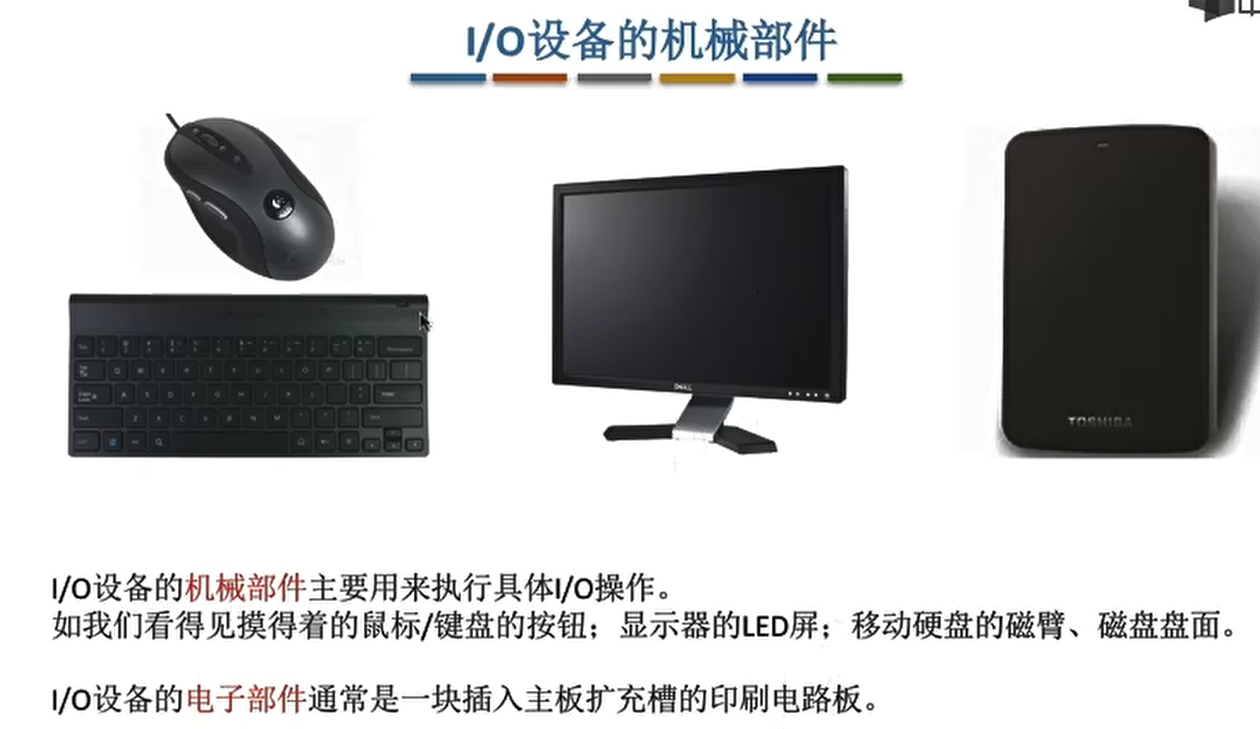 I/O设备的机械部件
DELL
TOSHIBA
I/O设备的机械部件主要用来执行具体I/O操作。
如我们看得见摸得着的鼠标/键盘的按钮；显示器的LED屏；移动硬盘的磁臂、磁盘盘面。
I/O设备的电子部件通常是一块插入主板扩充槽的印刷电路板。